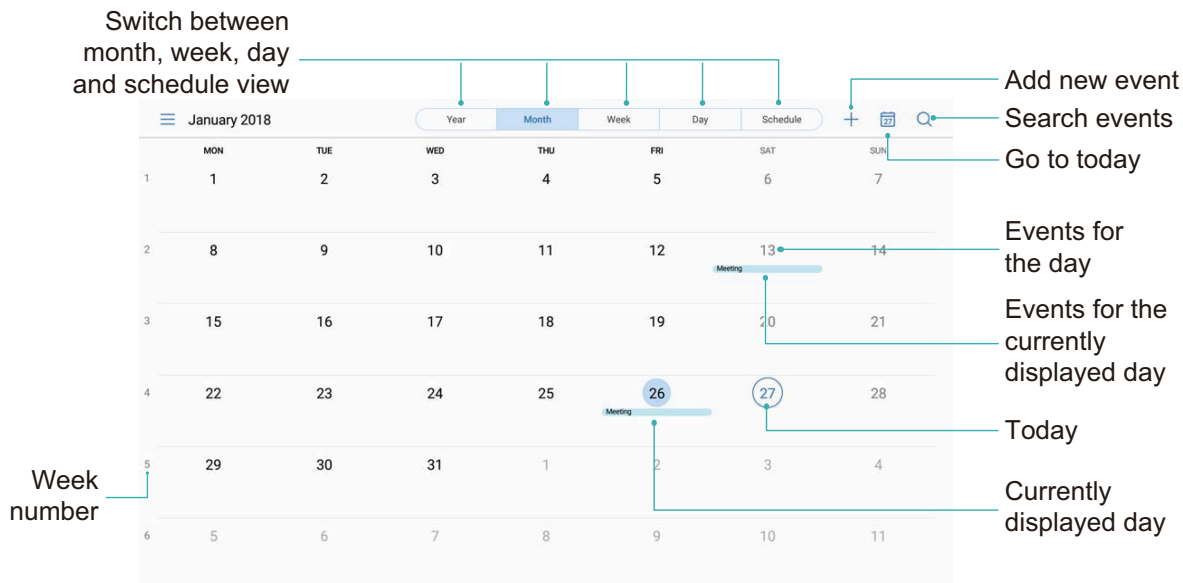 Switch between
month, week, day
and schedule view
Add new event
Search events
Go to today
January 2018
Year Month Week Day Schedule 27
MON TUE WED THU FRI SAT SUN
1 1 2 3 4 5 6 7
2 8 9 10 11 12 13 14
Meeting
Events for
the day
3 15 16 17 18 19 20 21
Events for the
currently
displayed day
4 22 23 24 25 26 27 28
Meeting
Today
5 29 30 31 1 2 3 4
Week
number
Currently
displayed day
6 5 6 7 8 9 10 11